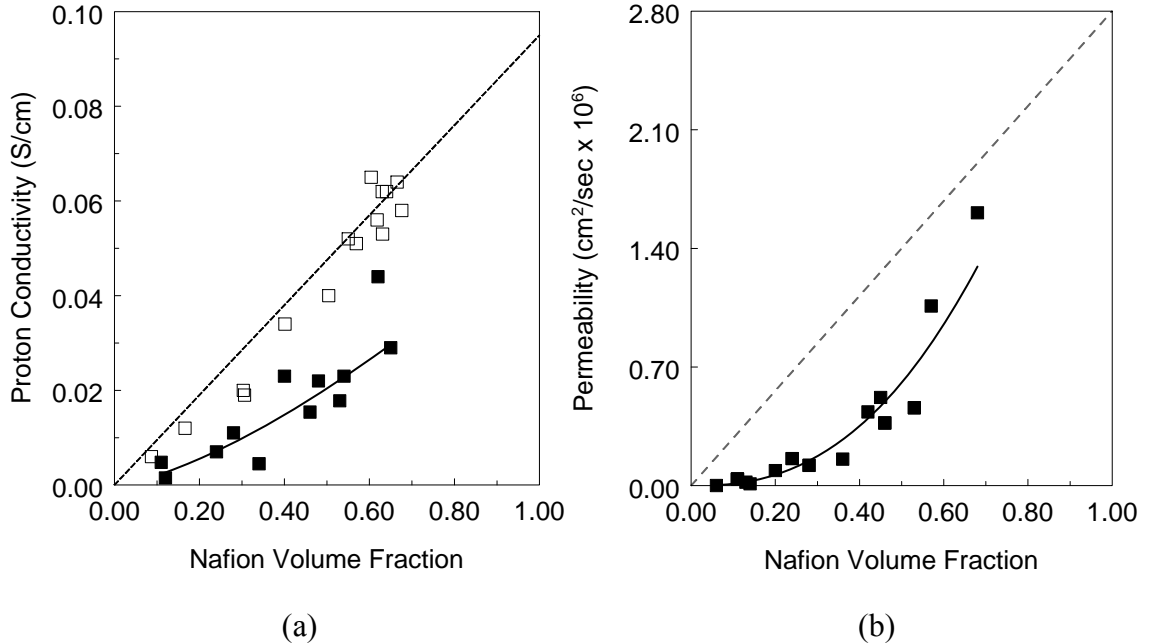 0.10
0.08
0.06
0.04
0.02
0.00
Proton Conductivity (S/cm)
0.00 0.20 0.40 0.60 0.80 1.00
Nafion Volume Fraction
(a)
2.80
2.10
1.40
0.70
0.00
Permeability (cm²/sec x 10⁶)
0.00 0.20 0.40 0.60 0.80 1.00
Nafion Volume Fraction
(b)